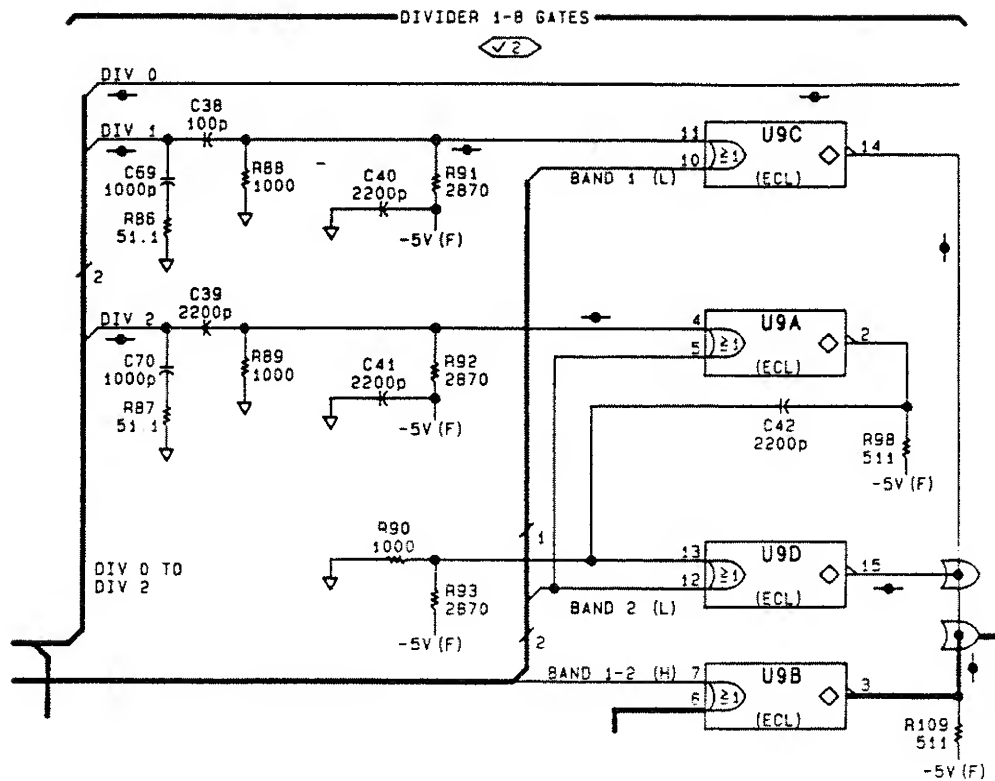 DIVIDER 1-8 GATES
√2
DIV 0
DIV 1
C38
100p
C69
1000p
R86
51.1
R88
1000
C40
2200p
R91
2870
-5V(F)
11
10
BAND 1 (L)
≥1
U9C
(ECL)
14
2
DIV 2
C39
2200p
C70
1000p
R87
51.1
R89
1000
C41
2200p
R92
2870
-5V(F)
4
5
≥1
U9A
(ECL)
2
C42
2200p
R98
511
-5V(F)
DIV 0 TO
DIV 2
R90
1000
R93
2870
-5V(F)
1
2
13
12
BAND 2 (L)
≥1
U9D
(ECL)
15
BAND 1-2 (H)
7
6
≥1
U9B
(ECL)
3
R109
511
-5V(F)